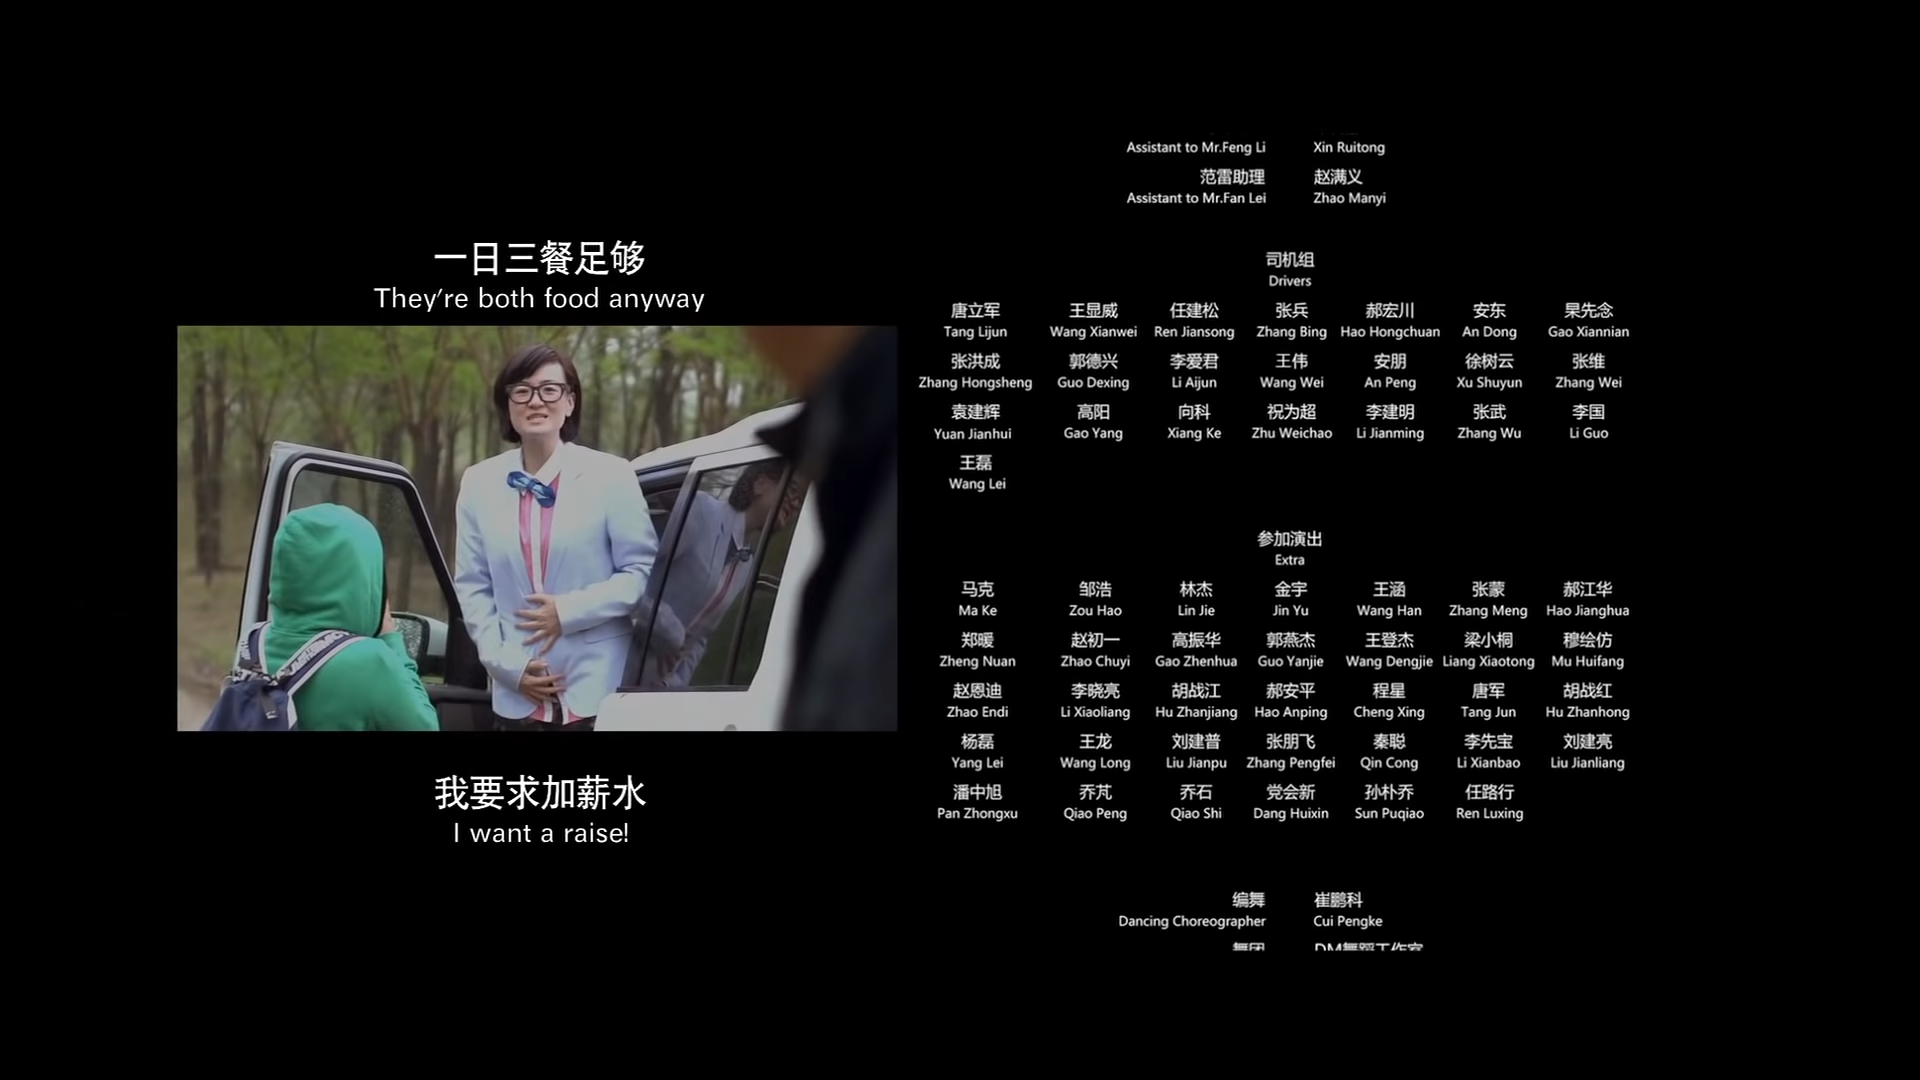 一日三餐足够
They're both food anyway
我要求加薪水
I want a raise!
Assistant to Mr.Feng Li Xin Ruitong
范雷助理 赵满义
Assistant to Mr.Fan Lei Zhao Manyi
司机组
Drivers
唐立军 王显威 任建松 张兵 郝宏川 安东 杲先念
Tang Lijun Wang Xianwei Ren Jiansong Zhang Bing Hao Hongchuan An Dong Gao Xiannian
张洪成 郭德兴 李爱君 王伟 安朋 徐树云 张维
Zhang Hongsheng Guo Dexing Li Aijun Wang Wei An Peng Xu Shuyun Zhang Wei
袁建辉 高阳 向科 祝为超 李建明 张武 李国
Yuan Jianhui Gao Yang Xiang Ke Zhu Weichao Li Jianming Zhang Wu Li Guo
王磊
Wang Lei
参加演出
Extra
马克 邹浩 林杰 金宇 王涵 张蒙 郝江华
Ma Ke Zou Hao Lin Jie Jin Yu Wang Han Zhang Meng Hao Jianghua
郑暖 赵初一 高振华 郭燕杰 王登杰 梁小桐 穆绘仿
Zheng Nuan Zhao Chuyi Gao Zhenhua Guo Yanjie Wang Dengjie Liang Xiaotong Mu Huifang
赵恩迪 李晓亮 胡战江 郝安平 程星 唐军 胡战红
Zhao Endi Li Xiaoliang Hu Zhanjiang Hao Anping Cheng Xing Tang Jun Hu Zhanhong
杨磊 王龙 刘建普 张朋飞 秦聪 李先宝 刘建亮
Yang Lei Wang Long Liu Jianpu Zhang Pengfei Qin Cong Li Xianbao Liu Jianliang
潘中旭 乔芃 乔石 党会新 孙朴乔 任路行
Pan Zhongxu Qiao Peng Qiao Shi Dang Huixin Sun Puqiao Ren Luxing
编舞 崔鹏科
Dancing Choreographer Cui Pengke
舞团 DM舞蹈工作室